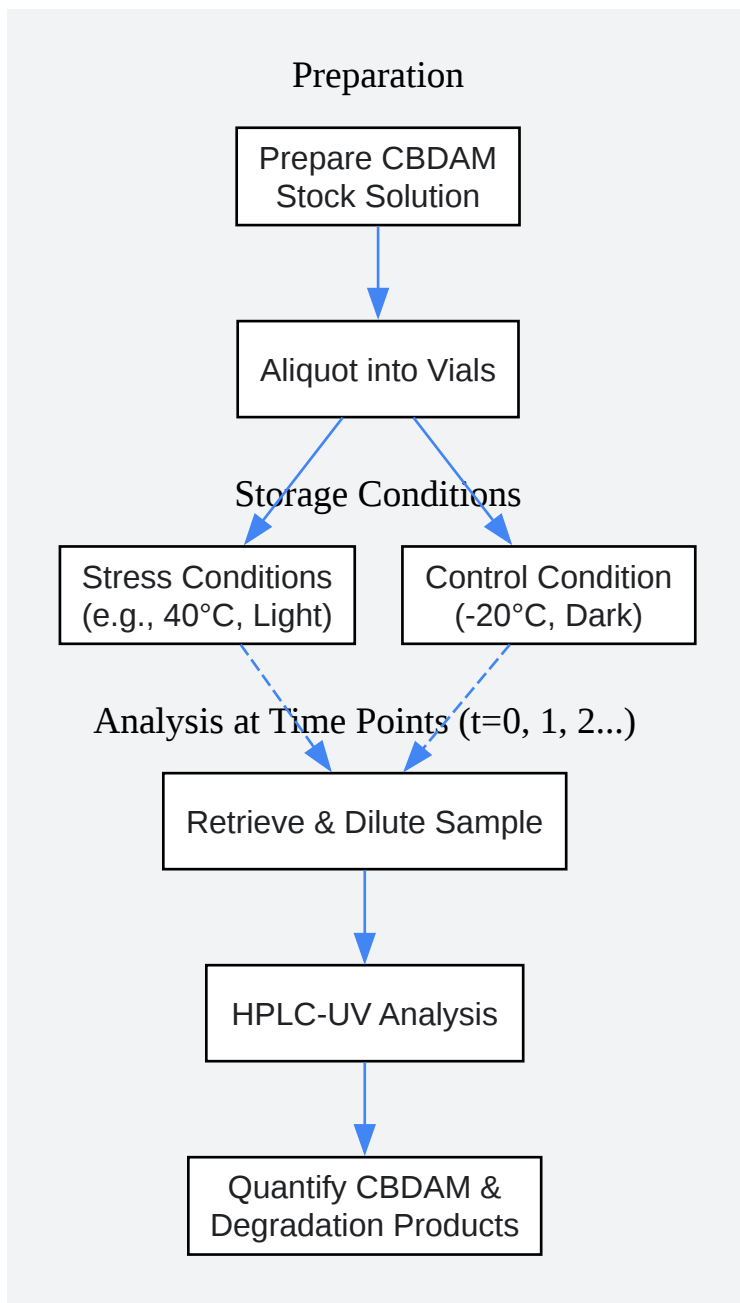 Preparation
Prepare CBDAM
Stock Solution
Aliquot into Vials
Storage Conditions
Stress Conditions
(e.g., 40°C, Light)
Control Condition
(-20°C, Dark)
Analysis at Time Points (t=0, 1, 2...)
Retrieve & Dilute Sample
HPLC-UV Analysis
Quantify CBDAM &
Degradation Products